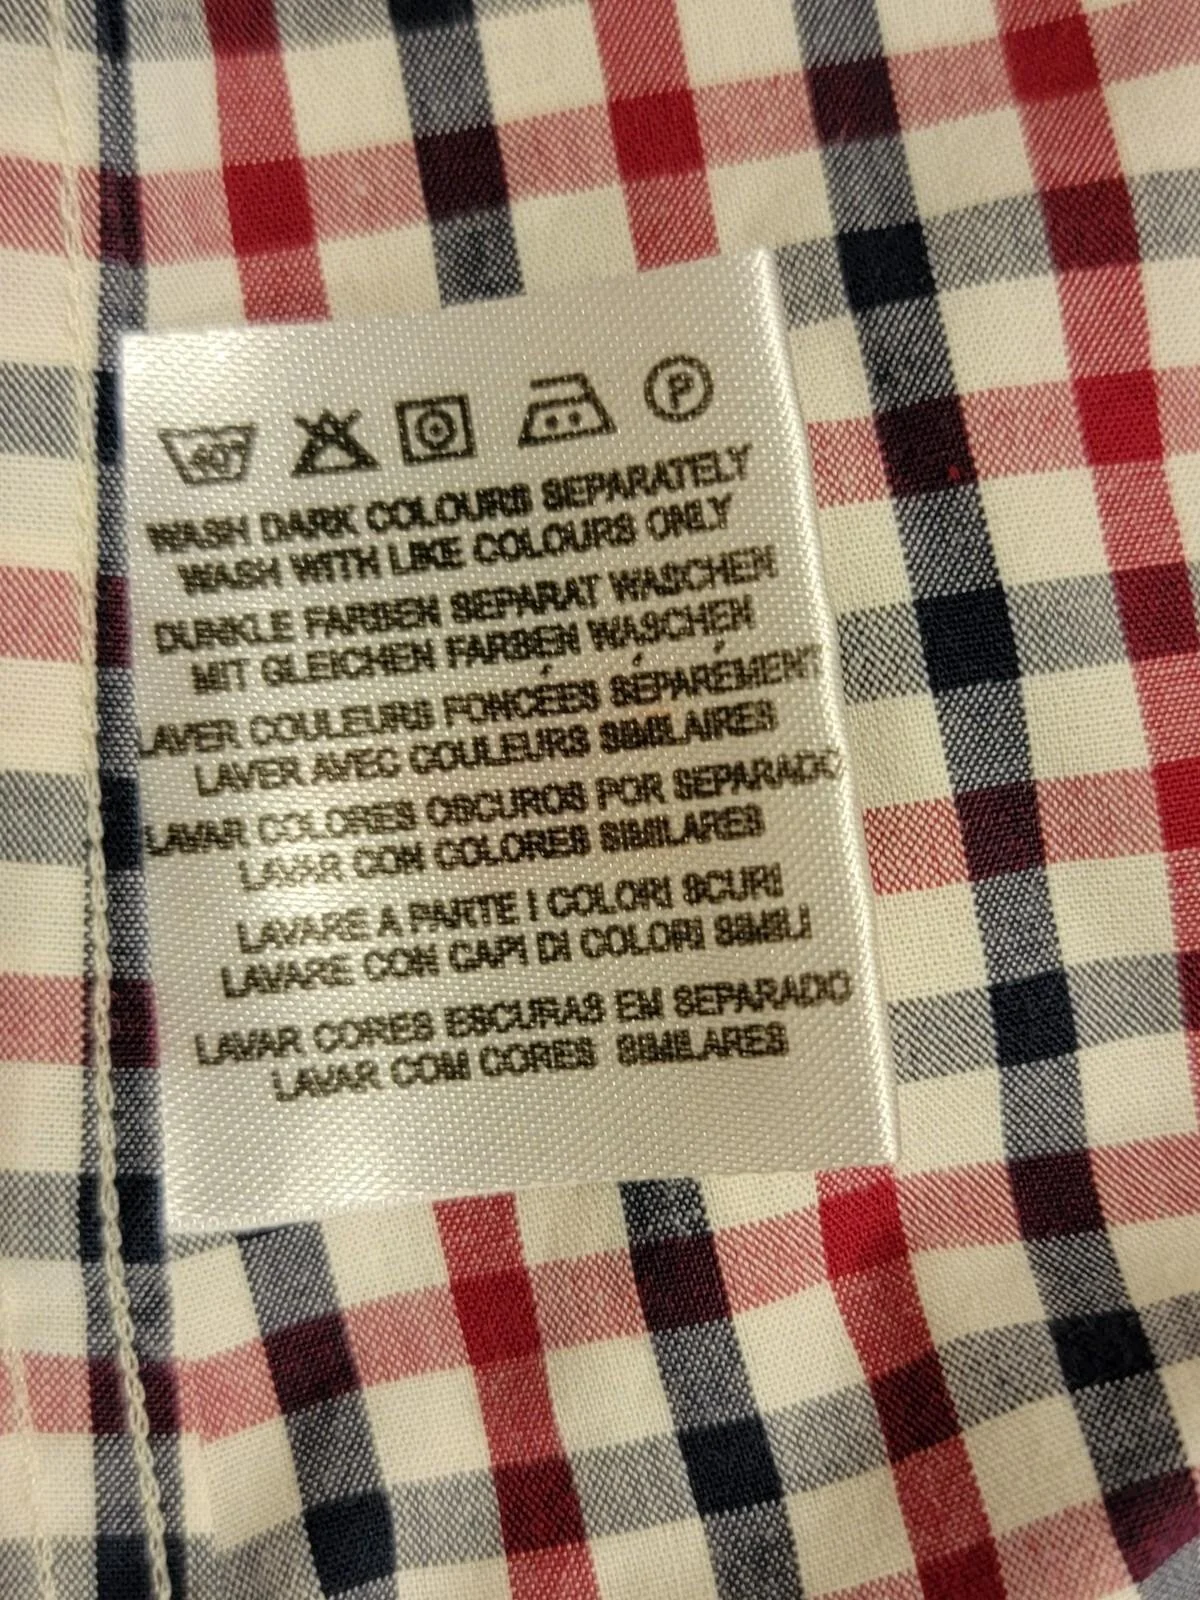 40°
P
WASH DARK COLOURS SEPARATELY
WASH WITH LIKE COLOURS ONLY
DUNKLE FARBEN SEPARAT WASCHEN
MIT GLEICHEN FARBEN WASCHEN
LAVER COULEURS FONCÉES SÉPARÉMENT
LAVER AVEC COULEURS SIMILAIRES
LAVAR COLORES OSCUROS POR SEPARADO
LAVAR CON COLORES SIMILARES
LAVARE A PARTE I COLORI SCURI
LAVARE CON CAPI DI COLORI SIMILI
LAVAR CORES ESCURAS EM SEPARADO
LAVAR COM CORES SIMILARES